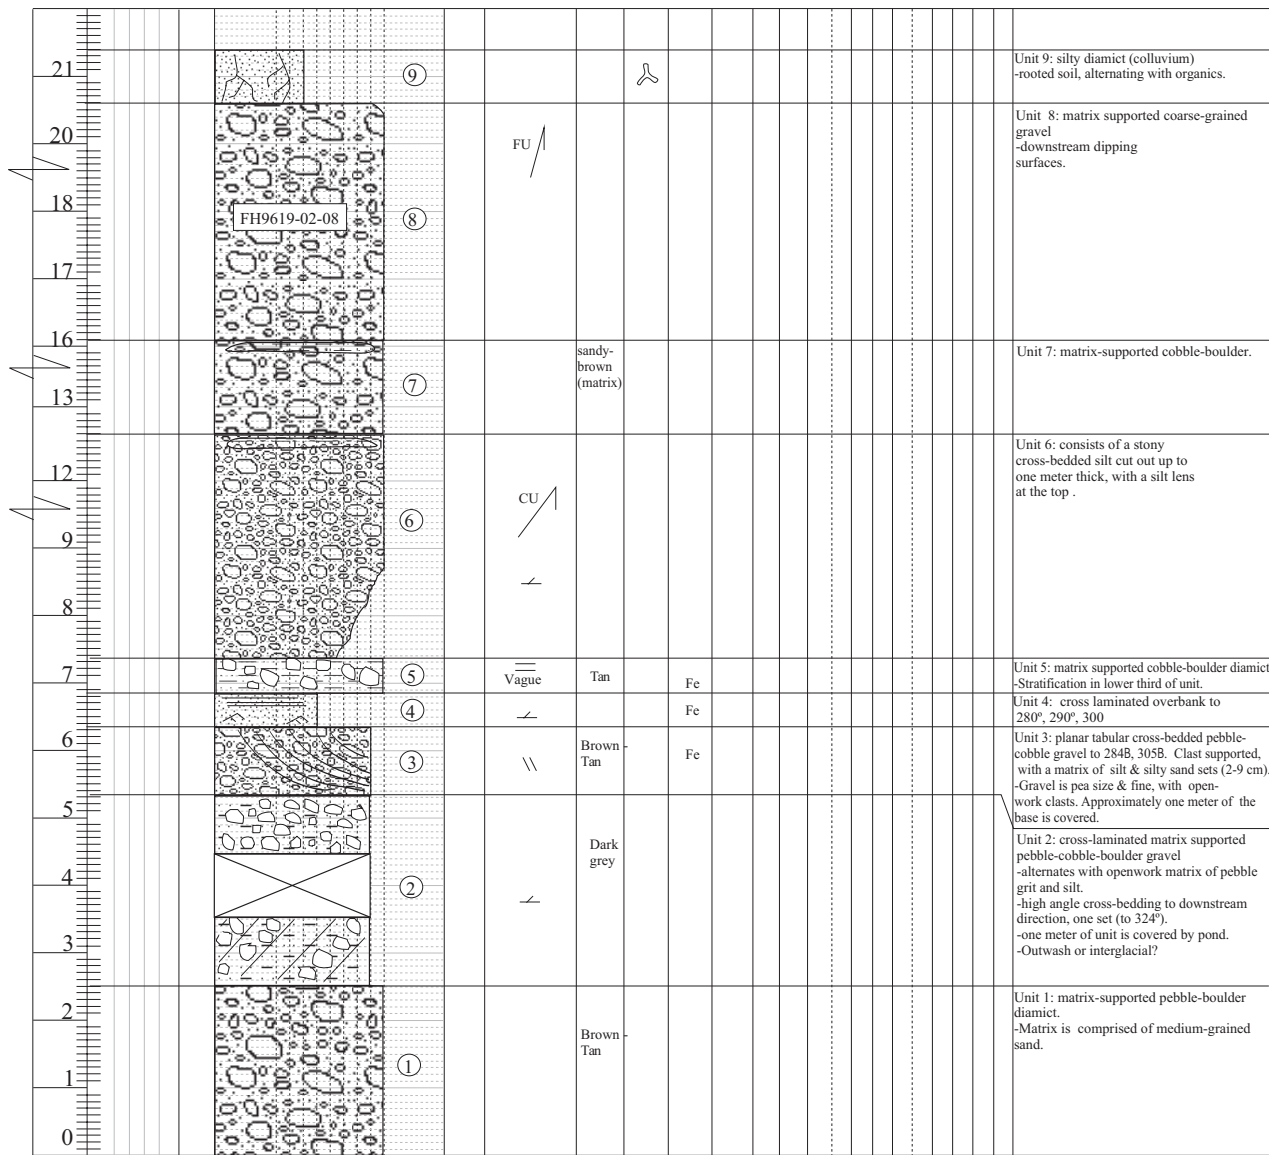 21
⑨
Unit 9: silty diamict (colluvium)
-rooted soil, alternating with organics.
20
FU
Unit 8: matrix supported coarse-grained
gravel
-downstream dipping
surfaces.
18
FH9619-02-08
⑧
17
16
sandy-
brown
(matrix)
Unit 7: matrix-supported cobble-boulder.
⑦
13
Unit 6: consists of a stony
cross-bedded silt cut out up to
one meter thick, with a silt lens
at the top .
12
CU
⑥
9
8
7
⑤
Vague
Tan
Fe
Unit 5: matrix supported cobble-boulder diamict
-Stratification in lower third of unit.
④
Fe
Unit 4: cross laminated overbank to
280º, 290º, 300
6
③
Brown -
Tan
Fe
Unit 3: planar tabular cross-bedded pebble-
cobble gravel to 284B, 305B. Clast supported,
with a matrix of silt & silty sand sets (2-9 cm).
-Gravel is pea size & fine, with open-
work clasts. Approximately one meter of the
base is covered.
5
Dark
grey
4
②
Unit 2: cross-laminated matrix supported
pebble-cobble-boulder gravel
-alternates with openwork matrix of pebble
grit and silt.
-high angle cross-bedding to downstream
direction, one set (to 324º).
-one meter of unit is covered by pond.
-Outwash or interglacial?
3
2
Brown -
Tan
Unit 1: matrix-supported pebble-boulder
diamict.
-Matrix is comprised of medium-grained
sand.
1
①
0